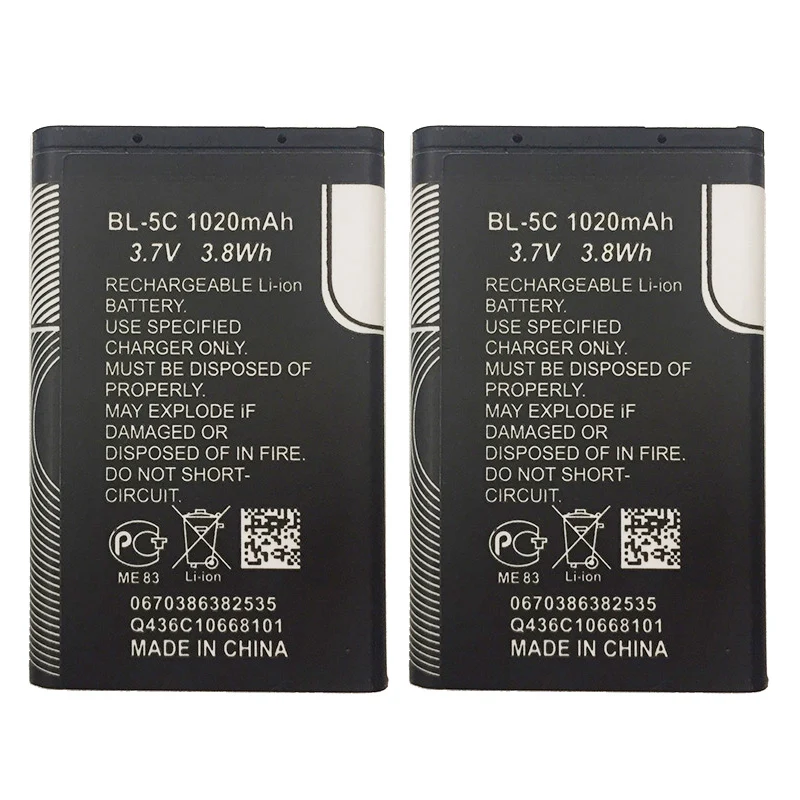 BL-5C 1020mAh
3.7V 3.8Wh
RECHARGEABLE Li-ion
BATTERY.
USE SPECIFIED
CHARGER ONLY.
MUST BE DISPOSED OF
PROPERLY.
MAY EXPLODE iF
DAMAGED OR
DISPOSED OF IN FIRE.
DO NOT SHORT-
CIRCUIT.
РСТ
ME 83 Li-ion
0670386382535
Q436C10668101
MADE IN CHINA
BL-5C 1020mAh
3.7V 3.8Wh
RECHARGEABLE Li-ion
BATTERY.
USE SPECIFIED
CHARGER ONLY.
MUST BE DISPOSED OF
PROPERLY.
MAY EXPLODE iF
DAMAGED OR
DISPOSED OF IN FIRE.
DO NOT SHORT-
CIRCUIT.
РСТ
ME 83 Li-ion
0670386382535
Q436C10668101
MADE IN CHINA